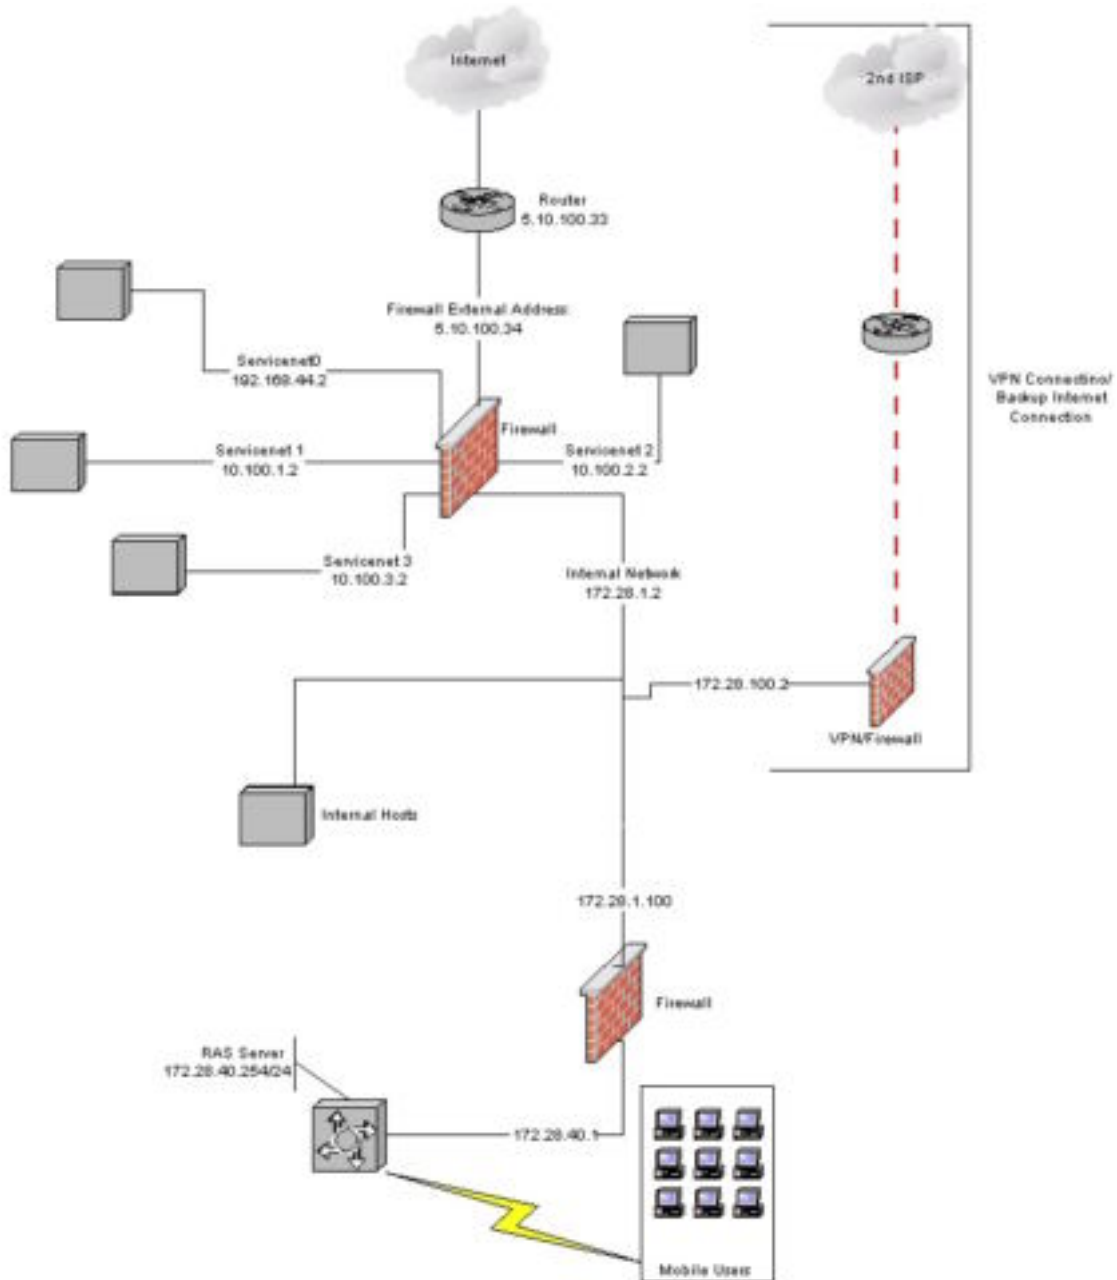 Internet
2nd ISP
Router
5.10.100.33
Firewall External Address
5.10.100.34
Servicenet0
192.168.44.2
Firewall
VPN Connectino/
Backup Internet
Connection
Servicenet 1
10.100.1.2
Servicenet 2
10.100.2.2
Servicenet 3
10.100.3.2
Internal Network
172.28.1.2
172.28.100.2
VPN/Firewall
Internal Hosts
172.28.1.100
Firewall
RAS Server
172.28.40.254/24
172.28.40.1
Mobile Users